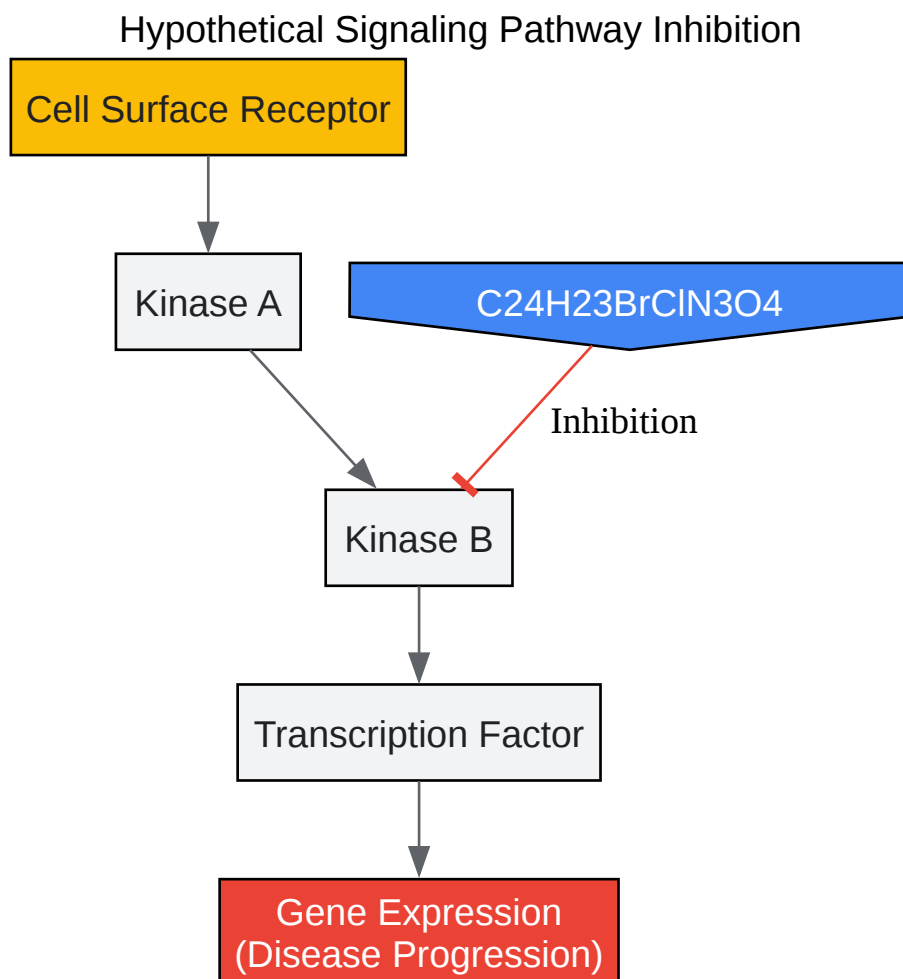 Hypothetical Signaling Pathway Inhibition
Cell Surface Receptor
Kinase A
C24H23BrClN3O4
Inhibition
Kinase B
Transcription Factor
Gene Expression
(Disease Progression)